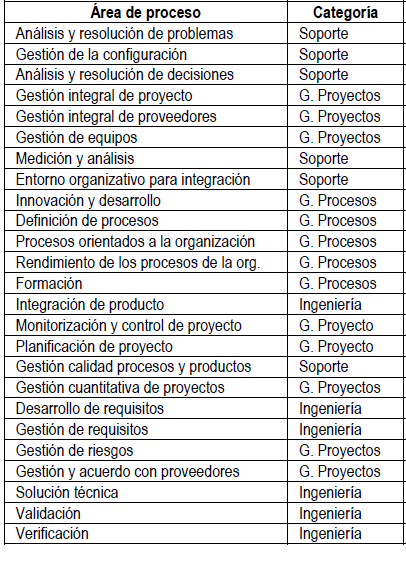 Área de proceso Categoría
Análisis y resolución de problemas Soporte
Gestión de la configuración Soporte
Análisis y resolución de decisiones Soporte
Gestión integral de proyecto G. Proyectos
Gestión integral de proveedores G. Proyectos
Gestión de equipos G. Proyectos
Medición y análisis Soporte
Entorno organizativo para integración Soporte
Innovación y desarrollo G. Procesos
Definición de procesos G. Procesos
Procesos orientados a la organización G. Procesos
Rendimiento de los procesos de la org. G. Procesos
Formación G. Procesos
Integración de producto Ingeniería
Monitorización y control de proyecto G. Proyecto
Planificación de proyecto G. Proyecto
Gestión calidad procesos y productos Soporte
Gestión cuantitativa de proyectos G. Proyectos
Desarrollo de requisitos Ingeniería
Gestión de requisitos Ingeniería
Gestión de riesgos G. Proyectos
Gestión y acuerdo con proveedores G. Proyectos
Solución técnica Ingeniería
Validación Ingeniería
Verificación Ingeniería